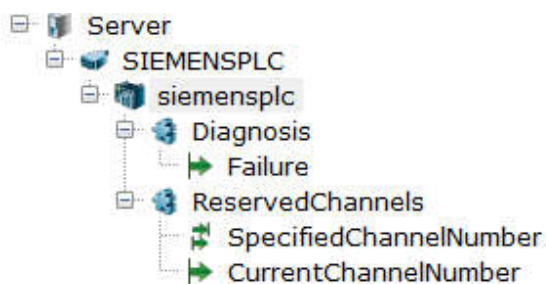 Server
SIEMENSPLC
siemensplc
Diagnosis
Failure
ReservedChannels
SpecifiedChannelNumber
CurrentChannelNumber